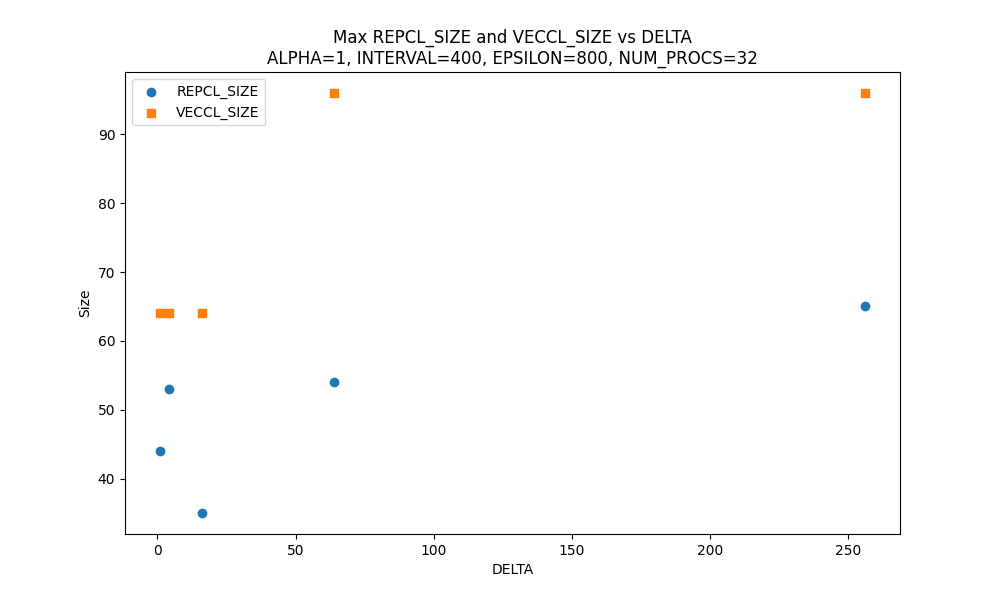 Max REPCL_SIZE and VECCL_SIZE vs DELTA
ALPHA=1, INTERVAL=400, EPSILON=800, NUM_PROCS=32
REPCL_SIZE
VECCL_SIZE
90
80
70
60
50
40
Size
0
50
100
150
200
250
DELTA